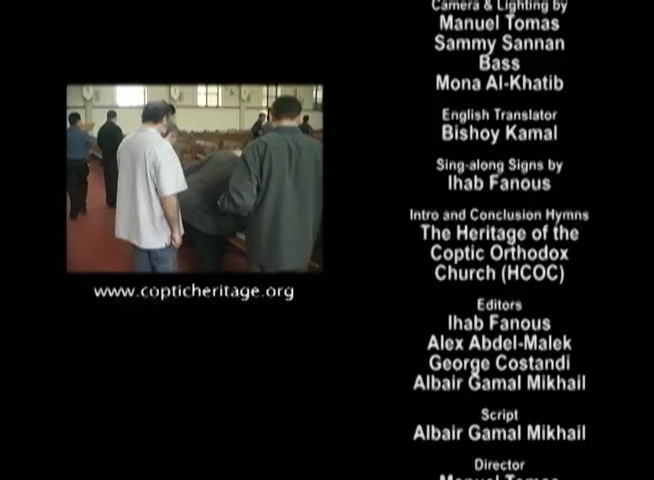 Camera & Lighting by
Manuel Tomas
Sammy Sannan
Bass
Mona Al-Khatib
English Translator
Bishoy Kamal
Sing-along Signs by
Ihab Fanous
Intro and Conclusion Hymns
The Heritage of the
Coptic Orthodox
Church (HCOC)
www.copticheritage.org
Editors
Ihab Fanous
Alex Abdel-Malek
George Costandi
Albair Gamal Mikhail
Script
Albair Gamal Mikhail
Director
Manuel Tomas